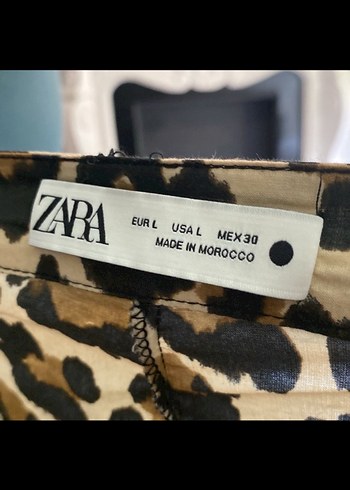 ZARA
EUR L USA L MEX 30
MADE IN MOROCCO